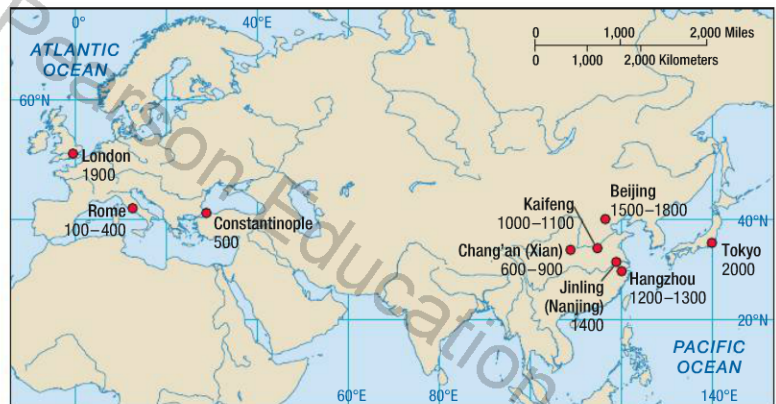 0°
40°E
ATLANTIC
OCEAN
0
1,000
2,000 Miles
0
1,000
2,000 Kilometers
60°N
London
1900
Rome
100–400
Constantinople
500
Kaifeng
1000–1100
Beijing
1500–1800
40°N
Chang'an (Xian)
600–900
Tokyo
2000
Jinling
(Nanjing)
1400
Hangzhou
1200–1300
20°N
PACIFIC
OCEAN
60°E
80°E
140°E
Pearson Education